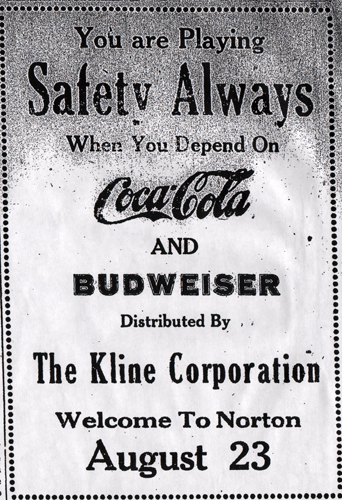 You are Playing
Safety Always
When You Depend On
Coca-Cola
AND
BUDWEISER
Distributed By
The Kline Corporation
Welcome To Norton
August 23